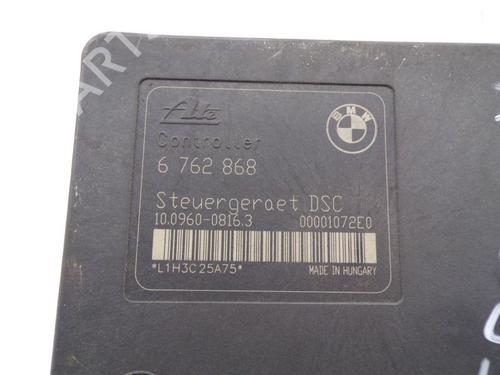 Ate
BMW
Controller
6 762 868
Steuergeraet DSC
10.0960-0816.3 00001072E0
*L1H3C25A75* MADE IN HUNGARY